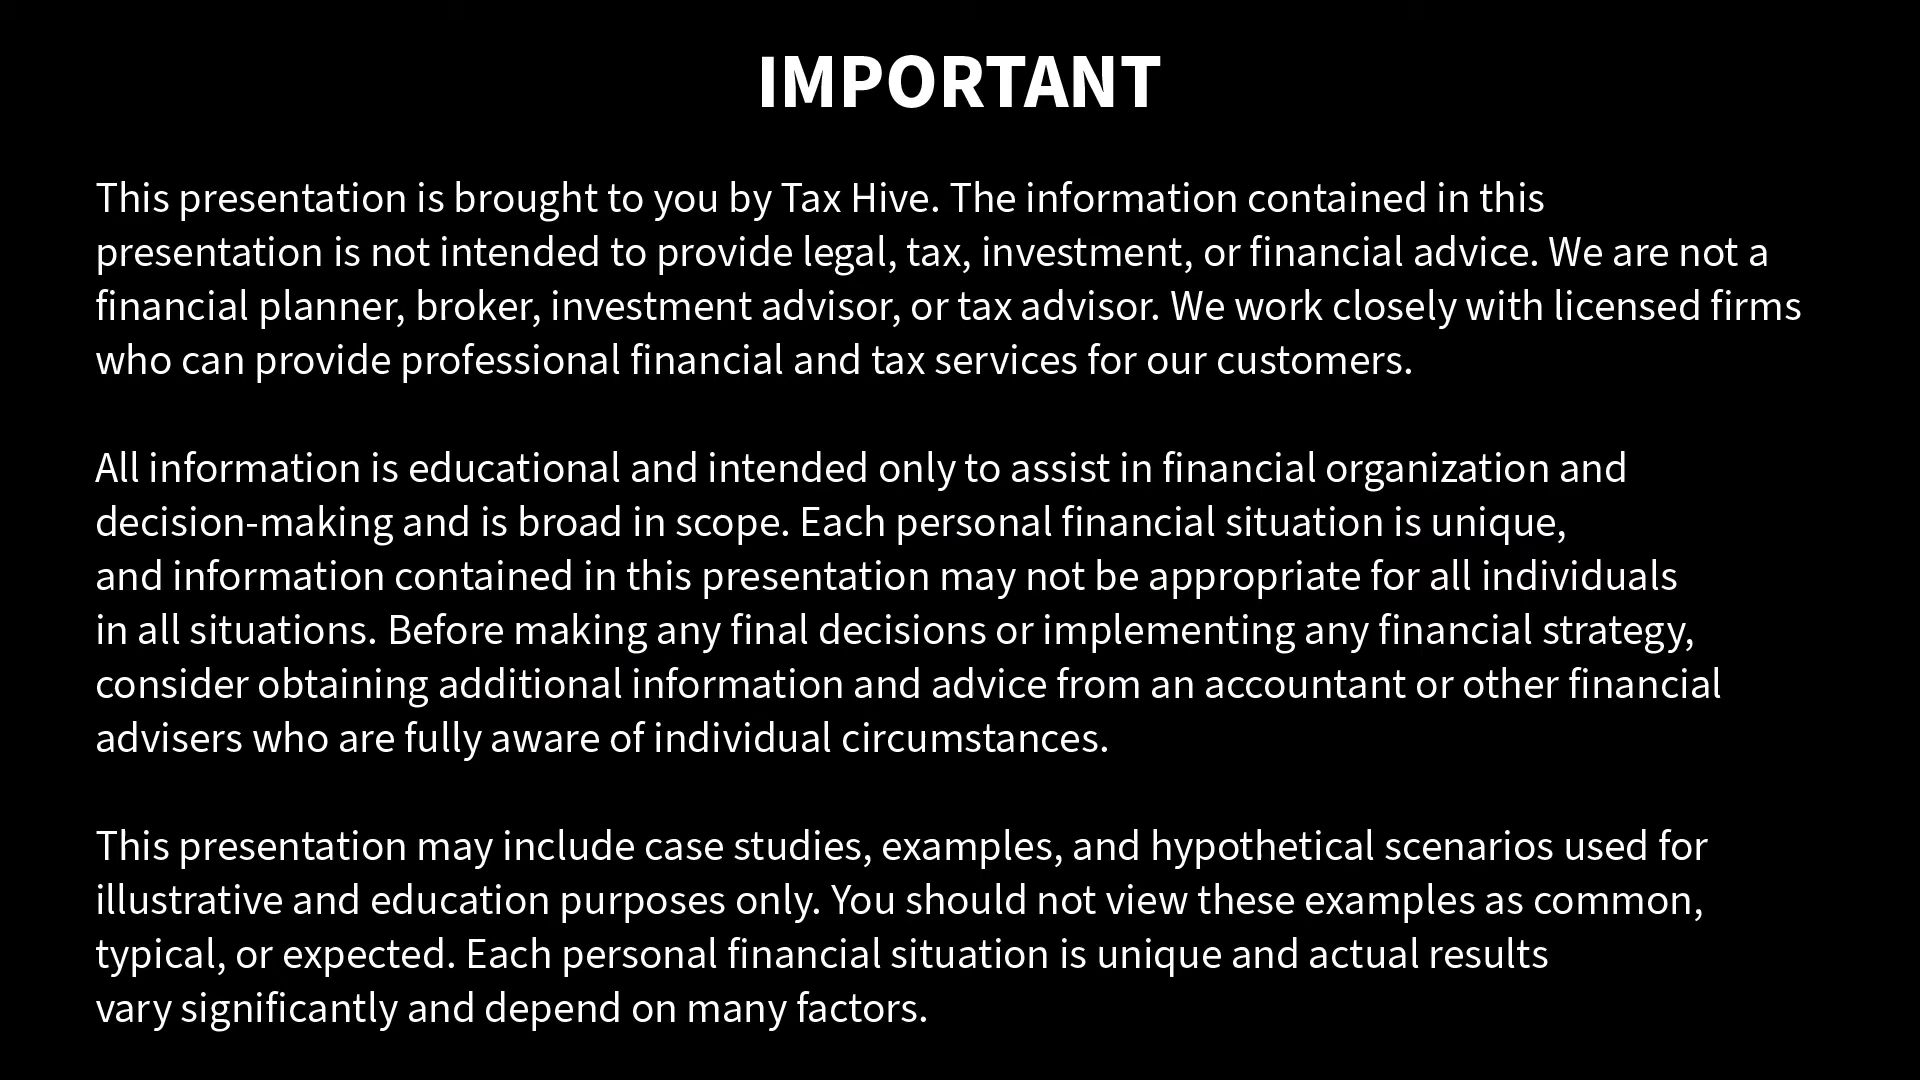 IMPORTANT
This presentation is brought to you by Tax Hive. The information contained in this
presentation is not intended to provide legal, tax, investment, or financial advice. We are not a
financial planner, broker, investment advisor, or tax advisor. We work closely with licensed firms
who can provide professional financial and tax services for our customers.
All information is educational and intended only to assist in financial organization and
decision-making and is broad in scope. Each personal financial situation is unique,
and information contained in this presentation may not be appropriate for all individuals
in all situations. Before making any final decisions or implementing any financial strategy,
consider obtaining additional information and advice from an accountant or other financial
advisers who are fully aware of individual circumstances.
This presentation may include case studies, examples, and hypothetical scenarios used for
illustrative and education purposes only. You should not view these examples as common,
typical, or expected. Each personal financial situation is unique and actual results
vary significantly and depend on many factors.